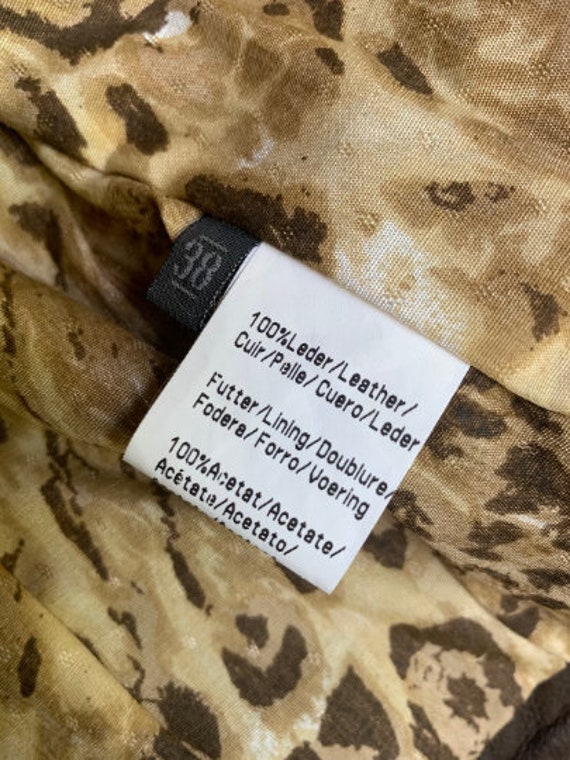 38
100%Leder/Leather/
Cuir/Pelle/Cuero/Leder
Futter/Lining/Doublure/
Fodera/Forro/Voering
100%Acetat/Acetate/
Acétate/Acetato/